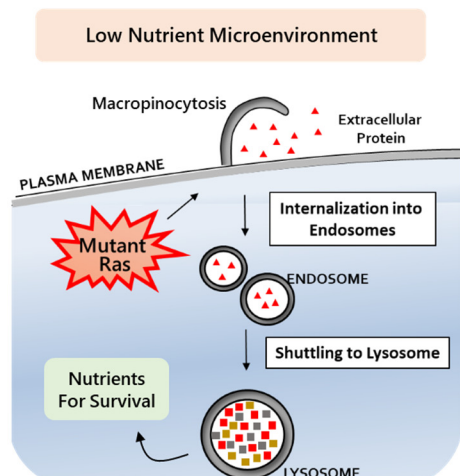 Low Nutrient Microenvironment
Macropinocytosis
Extracellular
Protein
PLASMA MEMBRANE
Internalization into
Endosomes
Mutant
Ras
ENDOSOME
Shuttling to Lysosome
Nutrients
For Survival
LYSOSOME